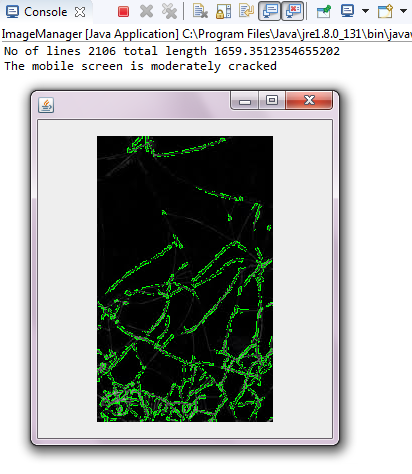 Console
ImageManager [Java Application] C:\Program Files\Java\jre1.8.0_131\bin\javaw
No of lines 2106 total length 1659.3512354655202
The mobile screen is moderately cracked